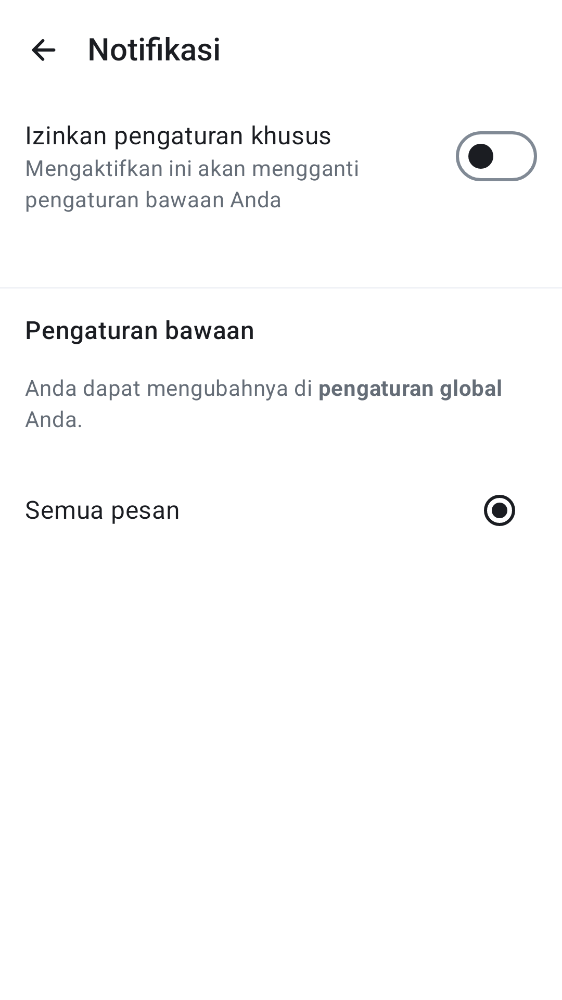 Notifikasi
Izinkan pengaturan khusus
Mengaktifkan ini akan mengganti
pengaturan bawaan Anda
Pengaturan bawaan
Anda dapat mengubahnya di pengaturan global
Anda.
Semua pesan